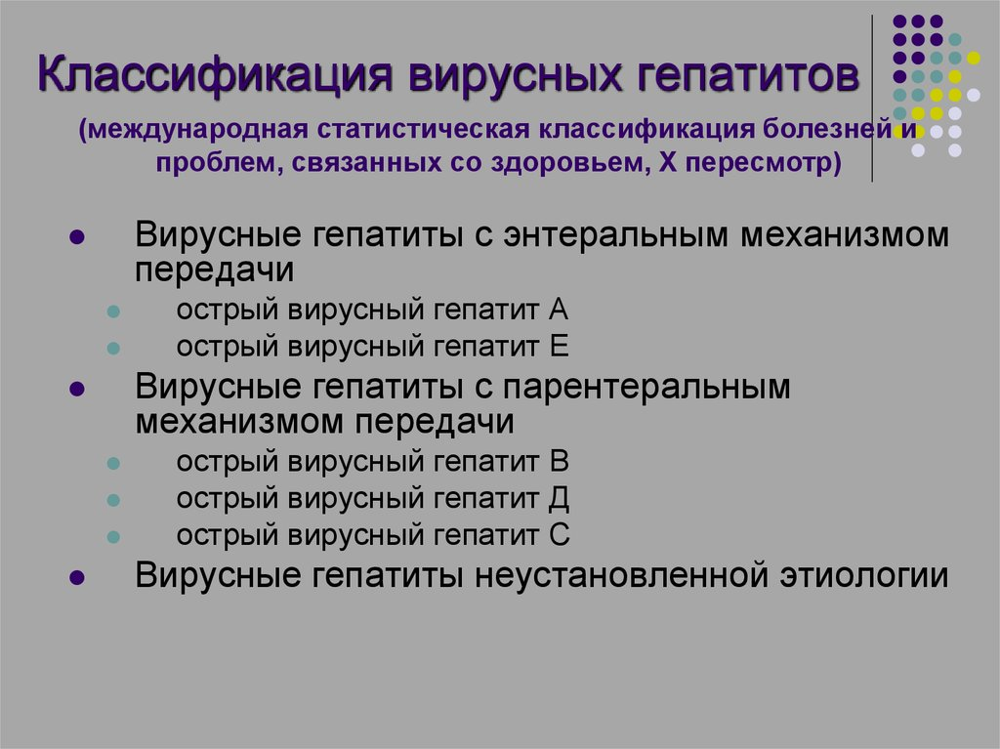 Классификация вирусных гепатитов
(международная статистическая классификация болезней и
проблем, связанных со здоровьем, X пересмотр)
Вирусные гепатиты с энтеральным механизмом
передачи
острый вирусный гепатит А
острый вирусный гепатит Е
Вирусные гепатиты с парентеральным
механизмом передачи
острый вирусный гепатит В
острый вирусный гепатит Д
острый вирусный гепатит С
Вирусные гепатиты неустановленной этиологии